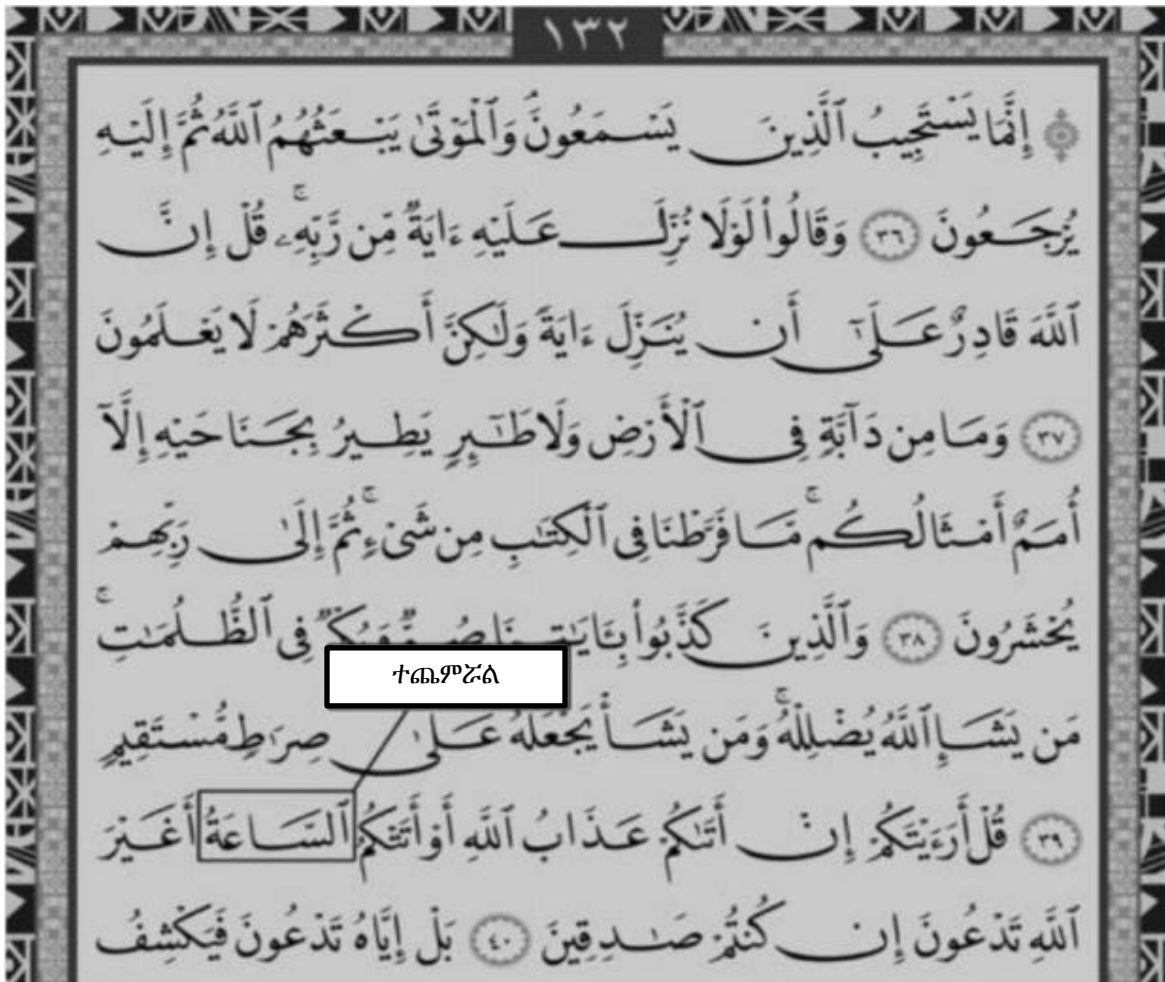 ١٣٢
إِنَّمَا يَسْتَجِيبُ ٱلَّذِينَ يَسْمَعُونَۘ وَٱلْمَوْتَىٰ يَبْعَثُهُمُ ٱللَّهُ ثُمَّ إِلَيْهِ
يُرْجَعُونَ ٣٦ وَقَالُوا۟ لَوْلَا نُزِّلَ عَلَيْهِ ءَايَةٌ مِّن رَّبِّهِۦۚ قُلْ إِنَّ
ٱللَّهَ قَادِرٌ عَلَىٰٓ أَن يُنَزِّلَ ءَايَةً وَلَٰكِنَّ أَكْثَرَهُمْ لَا يَعْلَمُونَ
٣٧ وَمَا مِن دَآبَّةٍ فِى ٱلْأَرْضِ وَلَا طَٰٓئِرٍ يَطِيرُ بِجَنَاحَيْهِ إِلَّآ
أُمَمٌ أَمْثَالُكُمۚ مَّا فَرَّطْنَا فِى ٱلْكِتَٰبِ مِن شَىْءٍۚ ثُمَّ إِلَىٰ رَبِّهِمْ
يُحْشَرُونَ ٣٨ وَٱلَّذِينَ كَذَّبُوا۟ بِـَٔايَٰتِنَا صُمٌّ وَبُكْمٌ فِى ٱلظُّلُمَٰتِۗ
ተጨምሯል
مَن يَشَإِ ٱللَّهُ يُضْلِلْهُۚ وَمَن يَشَأْ يَجْعَلْهُ عَلَىٰ صِرَٰطٍ مُّسْتَقِيمٍ
٣٩ قُلْ أَرَءَيْتَكُمْ إِنْ أَتَىٰكُمْ عَذَابُ ٱللَّهِ أَوْ أَتَتْكُمُ ٱلسَّاعَةُ أَغَيْرَ
ٱللَّهِ تَدْعُونَ إِن كُنتُمْ صَٰدِقِينَ ٤٠ بَلْ إِيَّاهُ تَدْعُونَ فَيَكْشِفُ